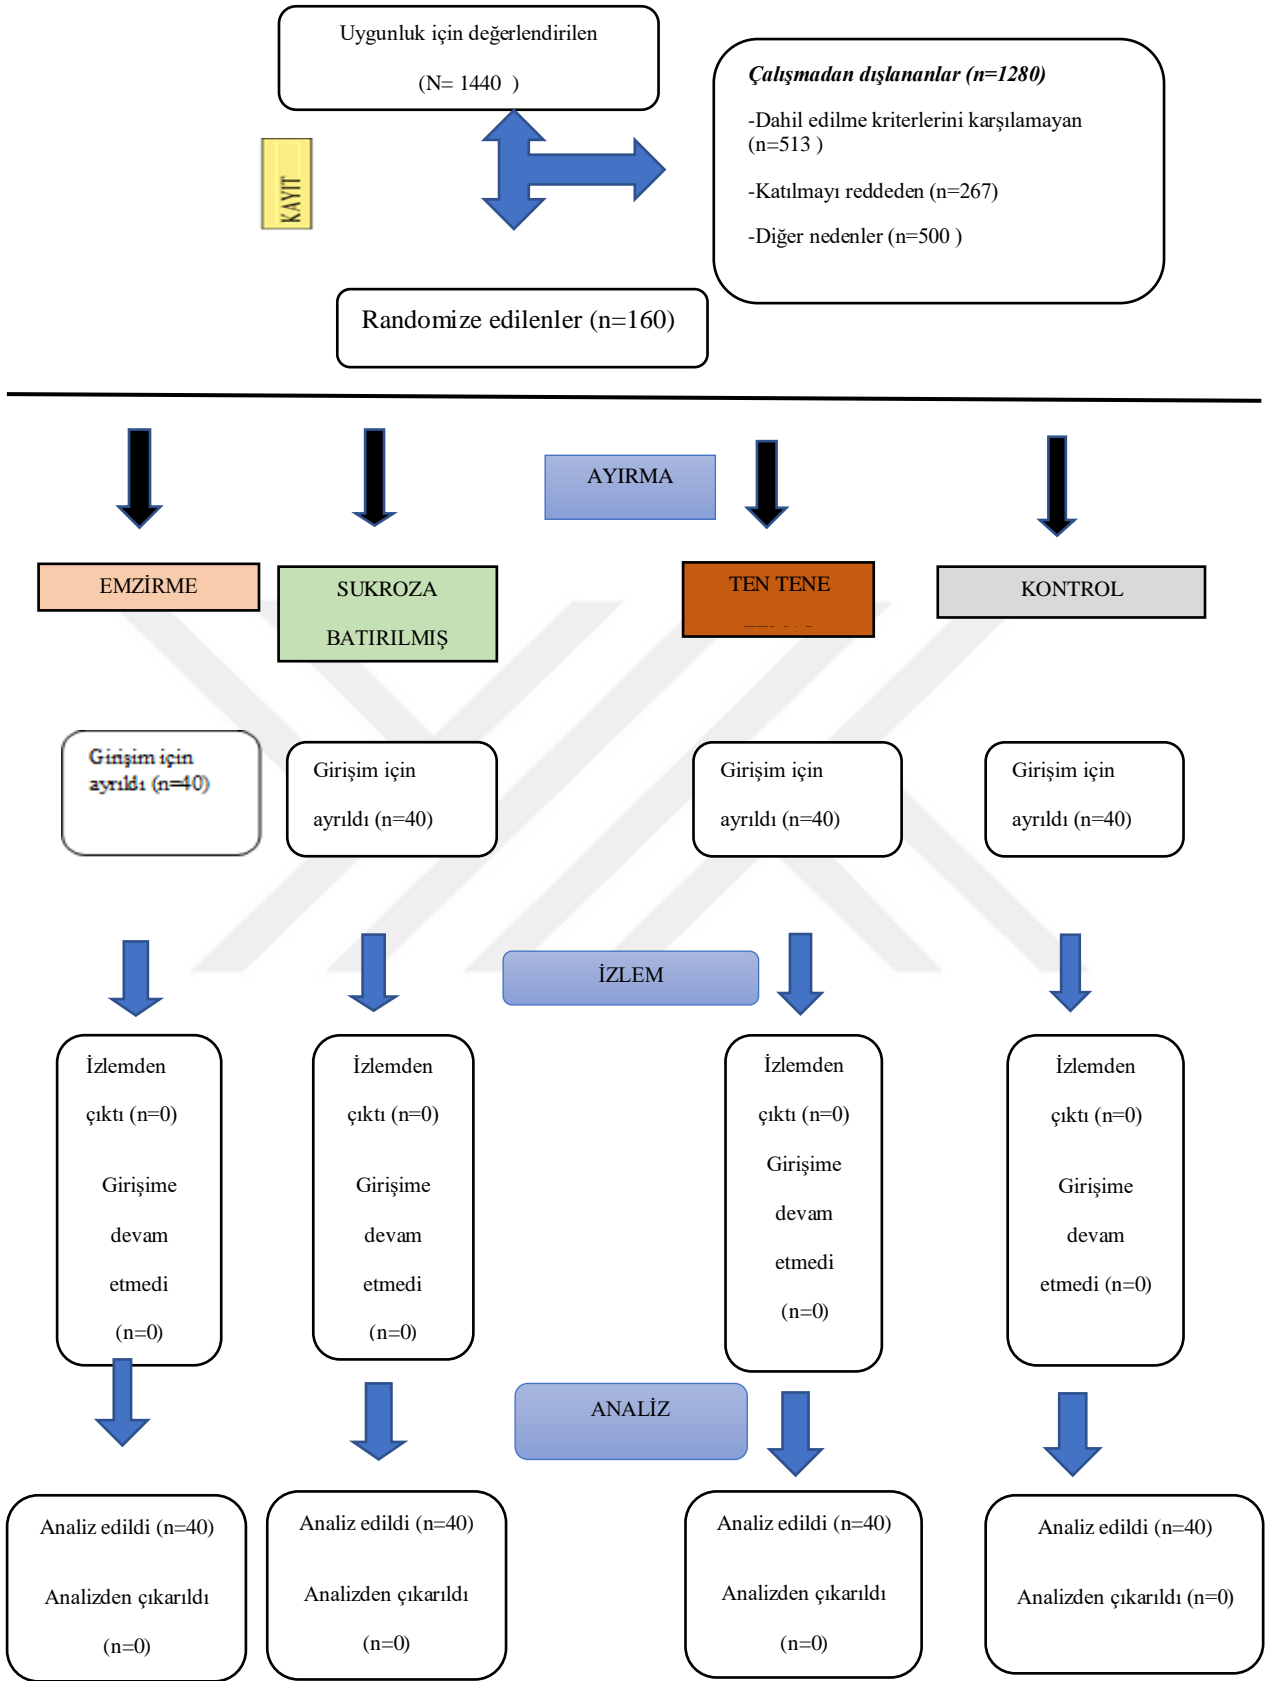 Uygunluk için değerlendirilen
(N= 1440 )
Çalışmadan dışlananlar (n=1280)
-Dahil edilme kriterlerini karşılamayan
(n=513 )
-Katılmayı reddeden (n=267)
-Diğer nedenler (n=500 )
KAYIT
Randomize edilenler (n=160)
AYIRMA
EMZİRME
SUKROZA
BATIRILMIŞ
TEN TENE
KONTROL
Girişim için
ayrıldı (n=40)
Girişim için
ayrıldı (n=40)
Girişim için
ayrıldı (n=40)
Girişim için
ayrıldı (n=40)
İZLEM
İzlemden
çıktı (n=0)
Girişime
devam
etmedi
(n=0)
İzlemden
çıktı (n=0)
Girişime
devam
etmedi
(n=0)
İzlemden
çıktı (n=0)
Girişime
devam
etmedi
(n=0)
İzlemden
çıktı (n=0)
Girişime
devam
etmedi (n=0)
ANALİZ
Analiz edildi (n=40)
Analizden çıkarıldı
(n=0)
Analiz edildi (n=40)
Analizden çıkarıldı
(n=0)
Analiz edildi (n=40)
Analizden çıkarıldı
(n=0)
Analiz edildi (n=40)
Analizden çıkarıldı (n=0)